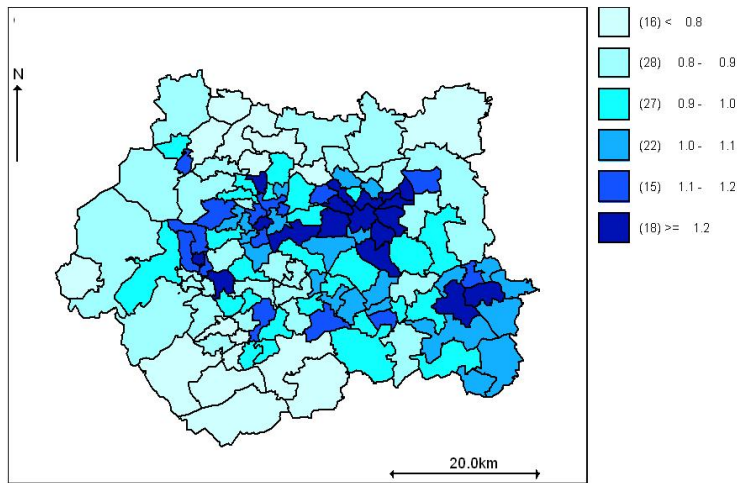 (16) < 0.8
(28) 0.8 - 0.9
N
(27) 0.9 - 1.0
(22) 1.0 - 1.1
(15) 1.1 - 1.2
(18) >= 1.2
20.0km